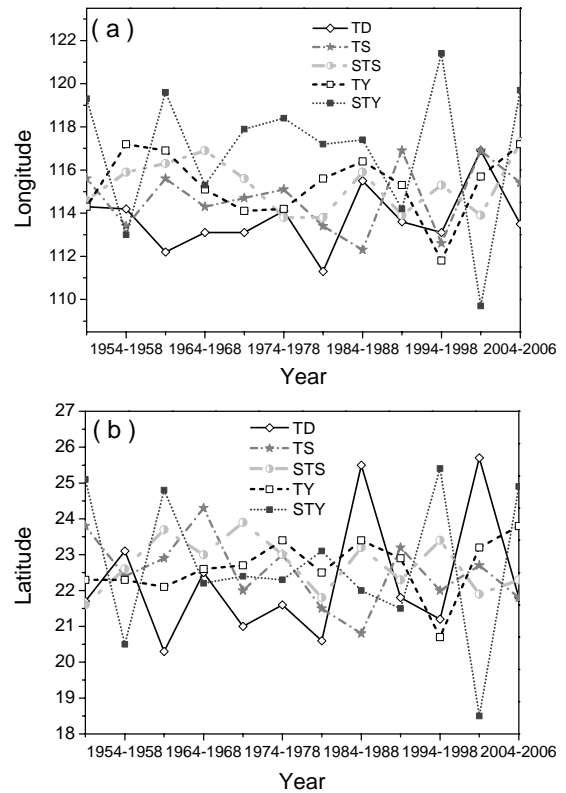 ( a )
TD
TS
STS
TY
STY
122
120
118
116
114
112
110
Longitude
1954-1958 1964-1968 1974-1978 1984-1988 1994-1998 2004-2006
Year
( b )
TD
TS
STS
TY
STY
27
26
25
24
23
22
21
20
19
18
Latitude
1954-1958 1964-1968 1974-1978 1984-1988 1994-1998 2004-2006
Year